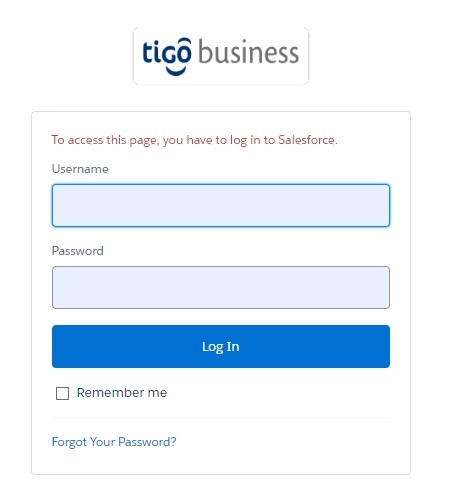 tigô business
To access this page, you have to log in to Salesforce.
Username
Password
Log In
Remember me
Forgot Your Password?